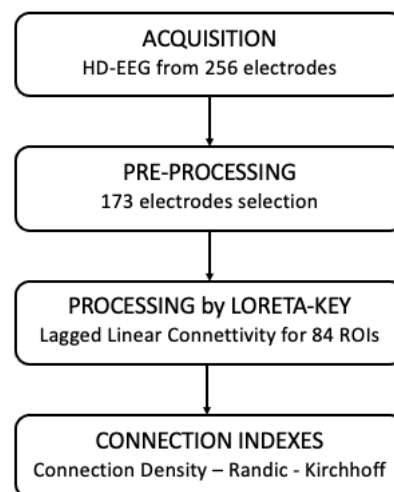 ACQUISITION
HD-EEG from 256 electrodes
PRE-PROCESSING
173 electrodes selection
PROCESSING by LORETA-KEY
Lagged Linear Connettivity for 84 ROIs
CONNECTION INDEXES
Connection Density – Randic - Kirchhoff